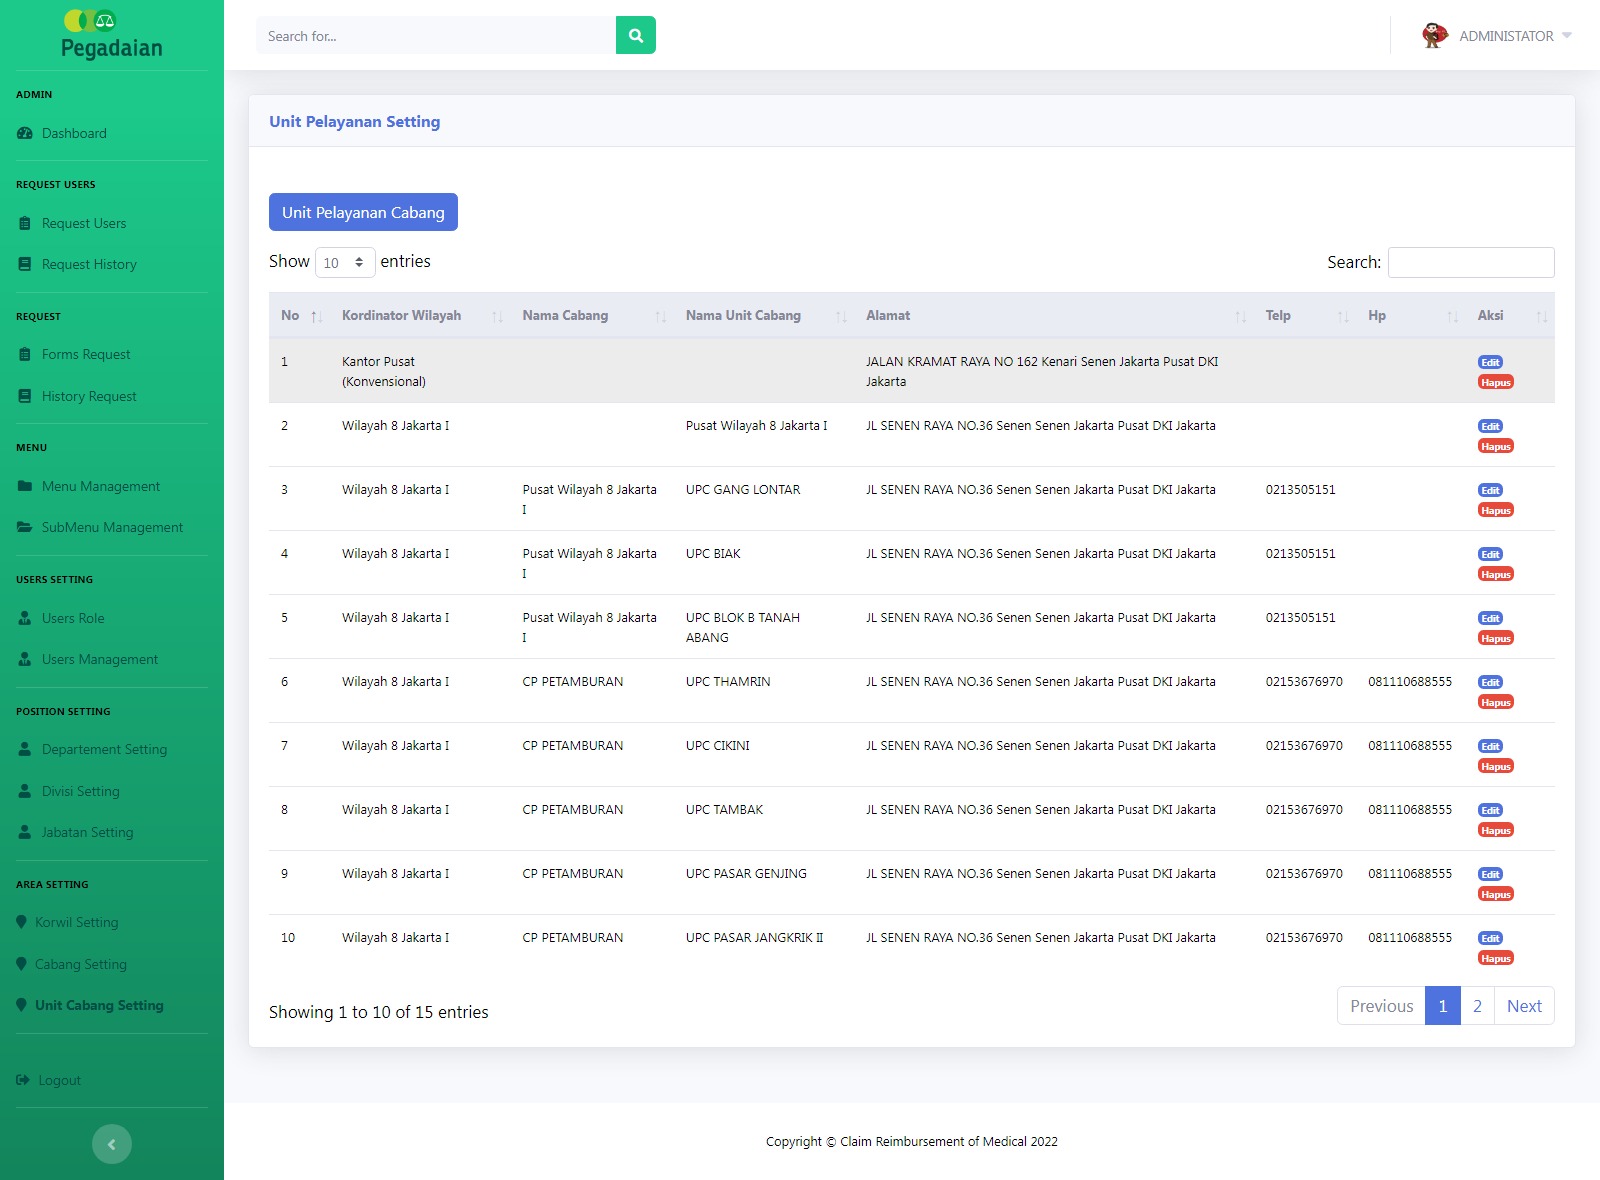 Pegadaian
Search for...
ADMINISTATOR
ADMIN
Dashboard
REQUEST USERS
Request Users
Request History
REQUEST
Forms Request
History Request
MENU
Menu Management
SubMenu Management
USERS SETTING
Users Role
Users Management
POSITION SETTING
Departement Setting
Divisi Setting
Jabatan Setting
AREA SETTING
Korwil Setting
Cabang Setting
Unit Cabang Setting
Logout
Unit Pelayanan Setting
Unit Pelayanan Cabang
Show 10 entries
Search:
No Kordinator Wilayah Nama Cabang Nama Unit Cabang Alamat Telp Hp Aksi
1 Kantor Pusat JALAN KRAMAT RAYA NO 162 Kenari Senen Jakarta Pusat DKI Edit
(Konvensional) Jakarta Hapus
2 Wilayah 8 Jakarta I Pusat Wilayah 8 Jakarta I JL SENEN RAYA NO.36 Senen Senen Jakarta Pusat DKI Jakarta Edit
Hapus
3 Wilayah 8 Jakarta I Pusat Wilayah 8 Jakarta UPC GANG LONTAR JL SENEN RAYA NO.36 Senen Senen Jakarta Pusat DKI Jakarta 0213505151 Edit
I Hapus
4 Wilayah 8 Jakarta I Pusat Wilayah 8 Jakarta UPC BIAK JL SENEN RAYA NO.36 Senen Senen Jakarta Pusat DKI Jakarta 0213505151 Edit
I Hapus
5 Wilayah 8 Jakarta I Pusat Wilayah 8 Jakarta UPC BLOK B TANAH JL SENEN RAYA NO.36 Senen Senen Jakarta Pusat DKI Jakarta 0213505151 Edit
I ABANG Hapus
6 Wilayah 8 Jakarta I CP PETAMBURAN UPC THAMRIN JL SENEN RAYA NO.36 Senen Senen Jakarta Pusat DKI Jakarta 02153676970 081110688555 Edit
Hapus
7 Wilayah 8 Jakarta I CP PETAMBURAN UPC CIKINI JL SENEN RAYA NO.36 Senen Senen Jakarta Pusat DKI Jakarta 02153676970 081110688555 Edit
Hapus
8 Wilayah 8 Jakarta I CP PETAMBURAN UPC TAMBAK JL SENEN RAYA NO.36 Senen Senen Jakarta Pusat DKI Jakarta 02153676970 081110688555 Edit
Hapus
9 Wilayah 8 Jakarta I CP PETAMBURAN UPC PASAR GENJING JL SENEN RAYA NO.36 Senen Senen Jakarta Pusat DKI Jakarta 02153676970 081110688555 Edit
Hapus
10 Wilayah 8 Jakarta I CP PETAMBURAN UPC PASAR JANGKRIK II JL SENEN RAYA NO.36 Senen Senen Jakarta Pusat DKI Jakarta 02153676970 081110688555 Edit
Hapus
Showing 1 to 10 of 15 entries
Previous 1 2 Next
Copyright © Claim Reimbursement of Medical 2022